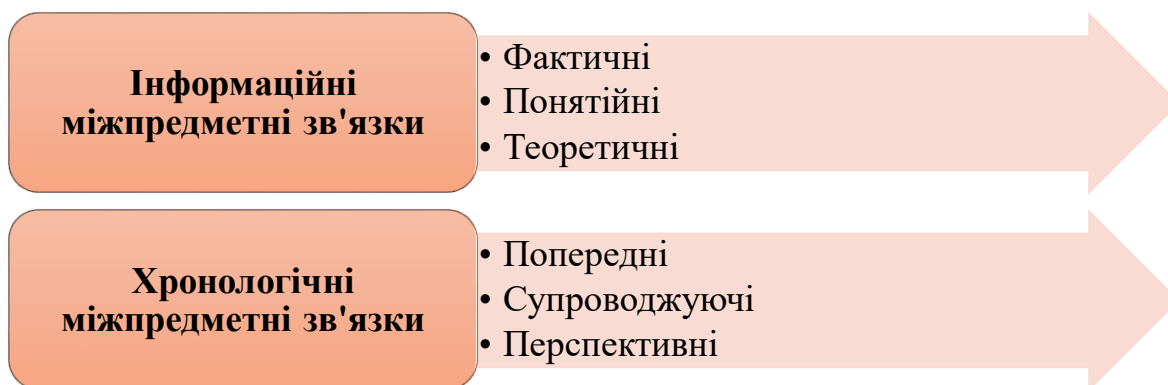 Інформаційні
міжпредметні зв'язки
• Фактичні
• Понятійні
• Теоретичні
Хронологічні
міжпредметні зв'язки
• Попередні
• Супроводжуючі
• Перспективні